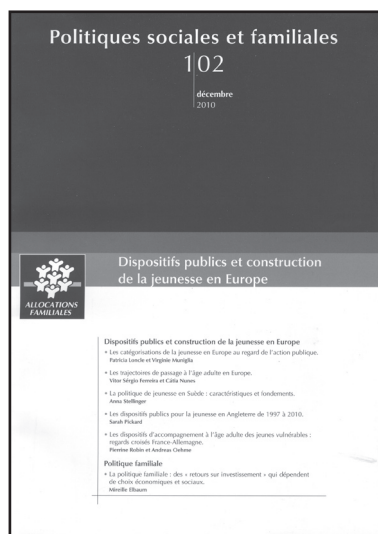 Politiques sociales et familiales
102
décembre
2010
Dispositifs publics et construction
de la jeunesse en Europe
ALLOCATIONS
FAMILIALES
Dispositifs publics et construction de la jeunesse en Europe
• Les catégorisations de la jeunesse en Europe au regard de l'action publique.
Patricia Loncle et Virginie Muniglia
• Les trajectoires de passage à l'âge adulte en Europe.
Vitor Sérgio Ferreira et Cátia Nunes
• La politique de jeunesse en Suède : caractéristiques et fondements.
Anna Stellinger
• Les dispositifs publics pour la jeunesse en Angleterre de 1997 à 2010.
Sarah Pickard
• Les dispositifs d'accompagnement à l'âge adulte des jeunes vulnérables :
regards croisés France-Allemagne.
Pierrine Robin et Andreas Oehme
Politique familiale
• La politique familiale : des « retours sur investissement » qui dépendent
de choix économiques et sociaux.
Mireille Elbaum